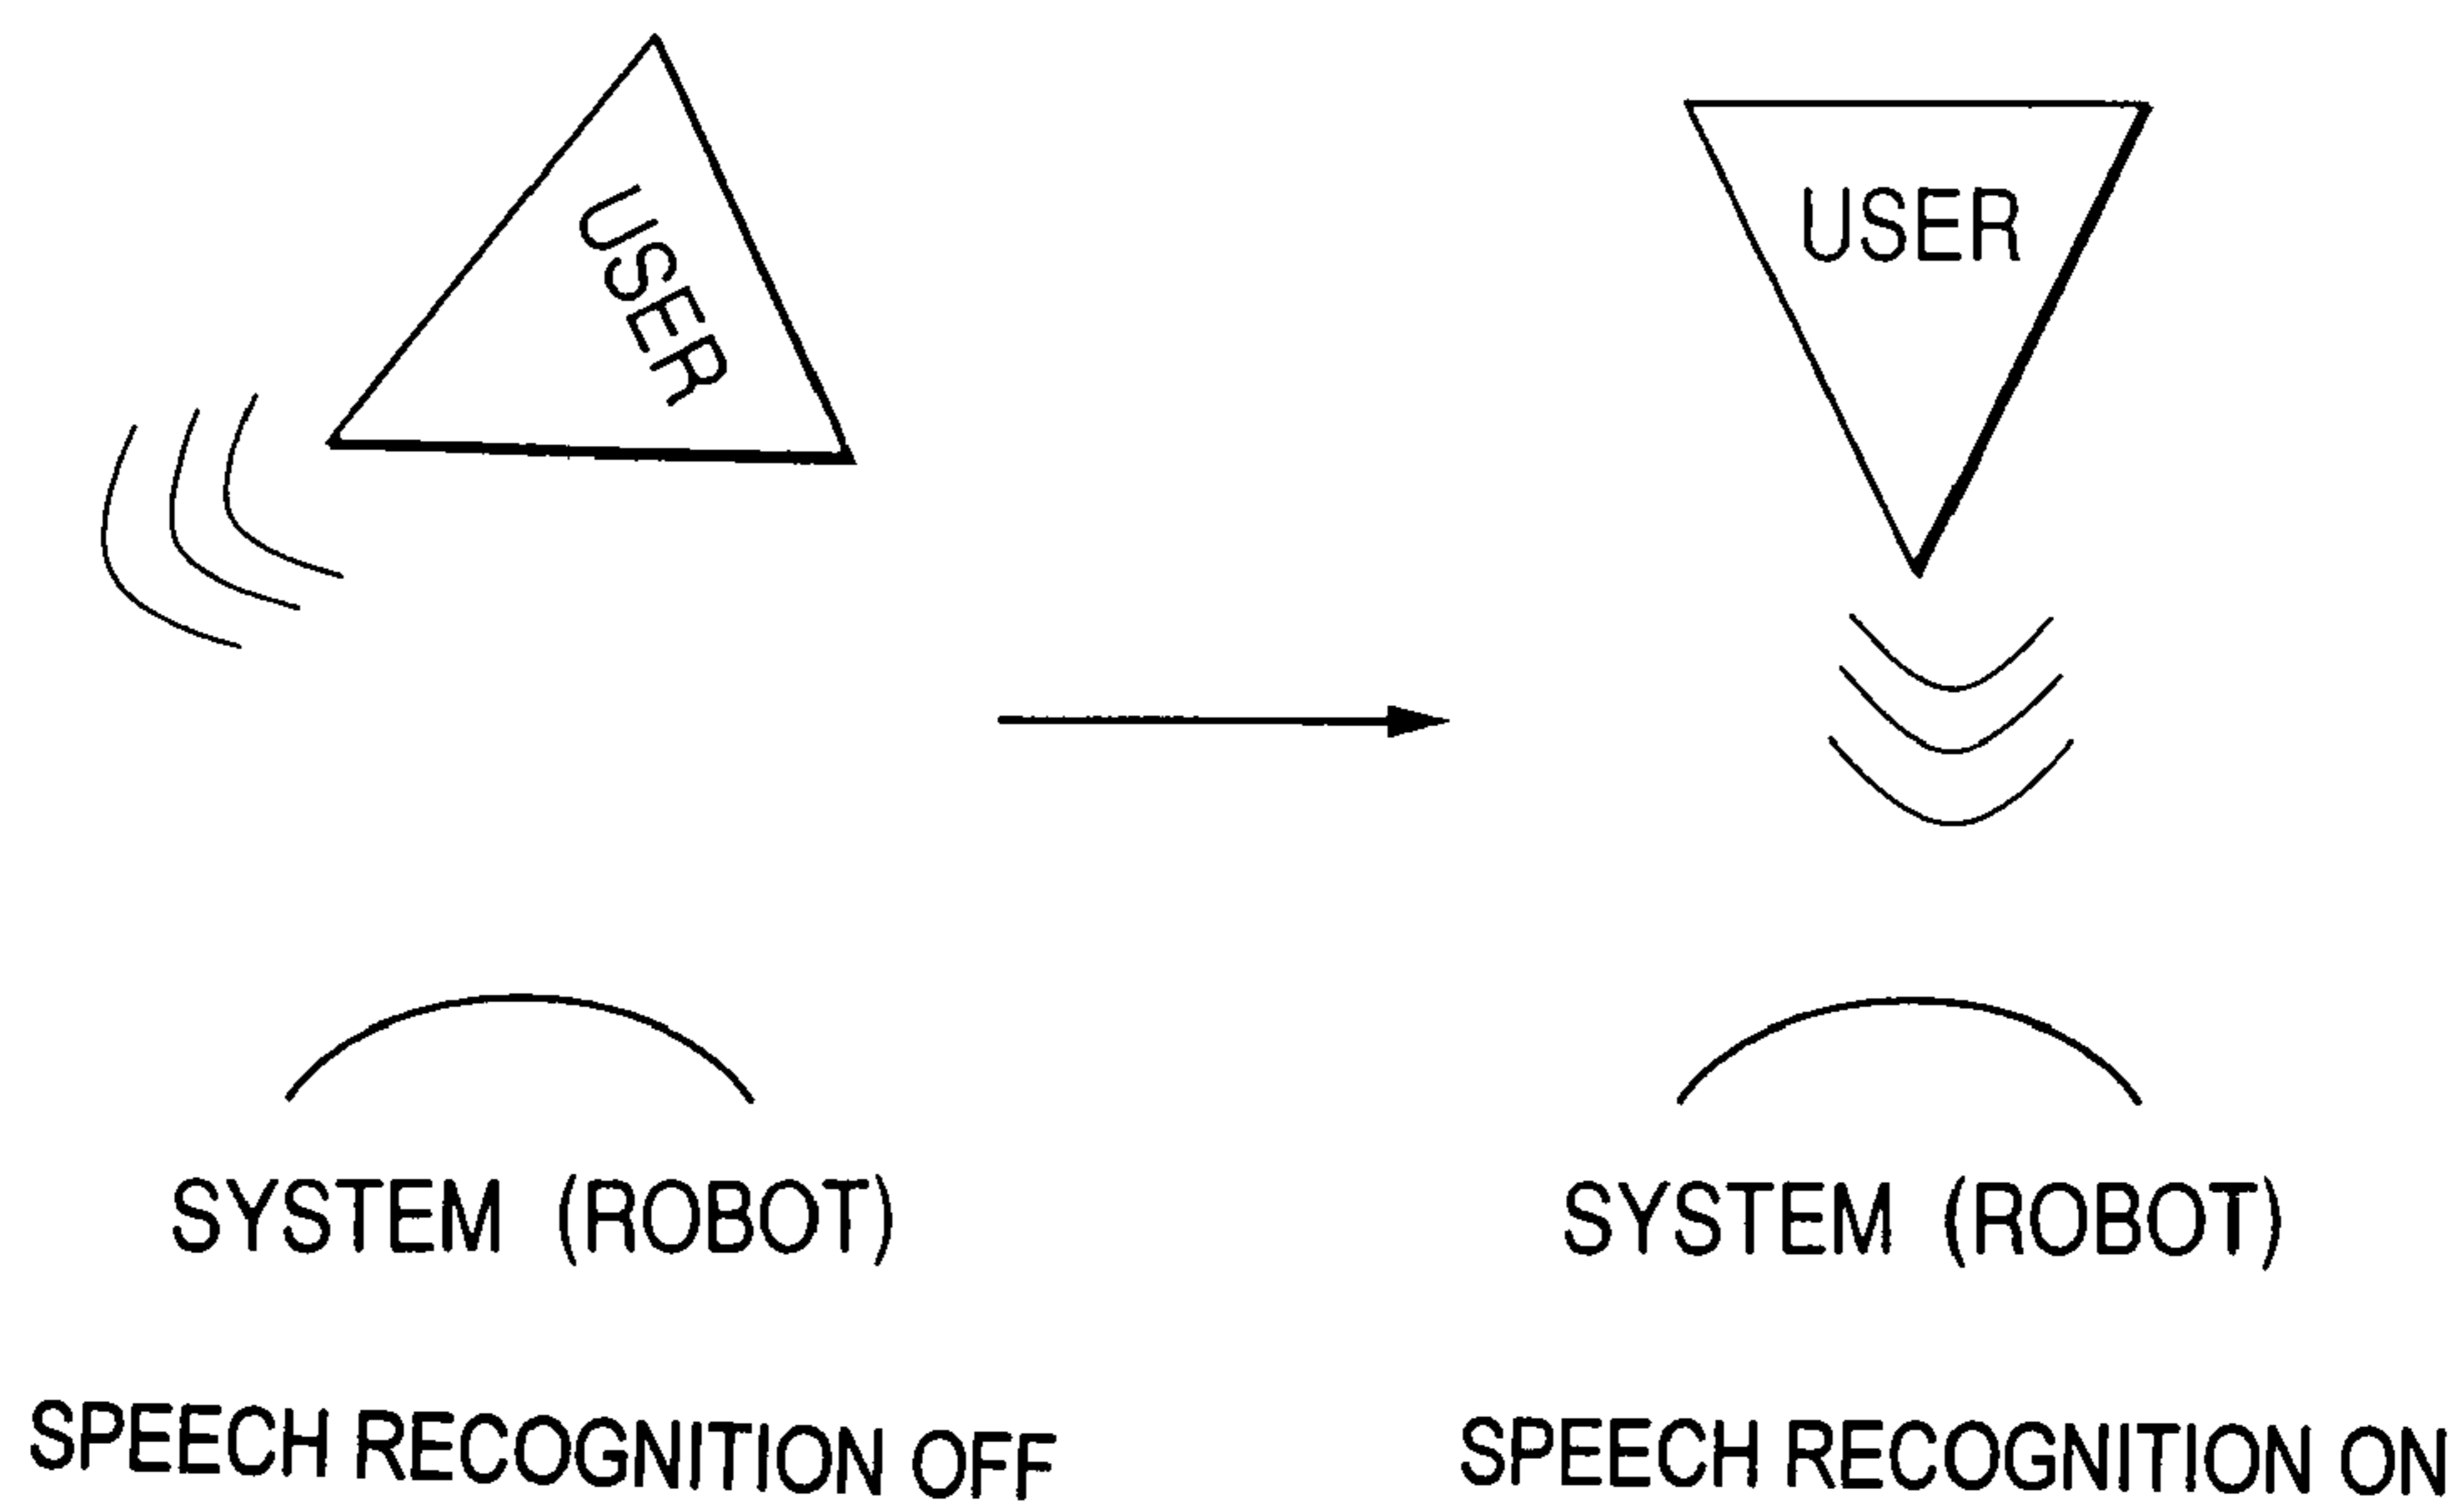 USER
USER
SYSTEM (ROBOT)
SYSTEM (ROBOT)
SPEECH RECOGNITION OFF
SPEECH RECOGNITION ON